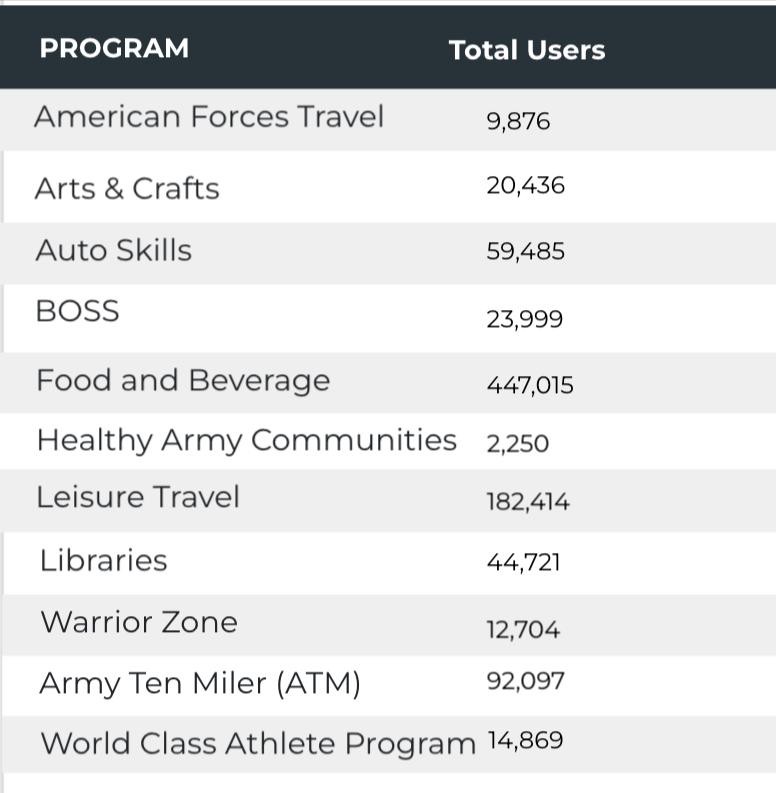 PROGRAM Total Users
American Forces Travel 9,876
Arts & Crafts 20,436
Auto Skills 59,485
BOSS 23,999
Food and Beverage 447,015
Healthy Army Communities 2,250
Leisure Travel 182,414
Libraries 44,721
Warrior Zone 12,704
Army Ten Miler (ATM) 92,097
World Class Athlete Program 14,869